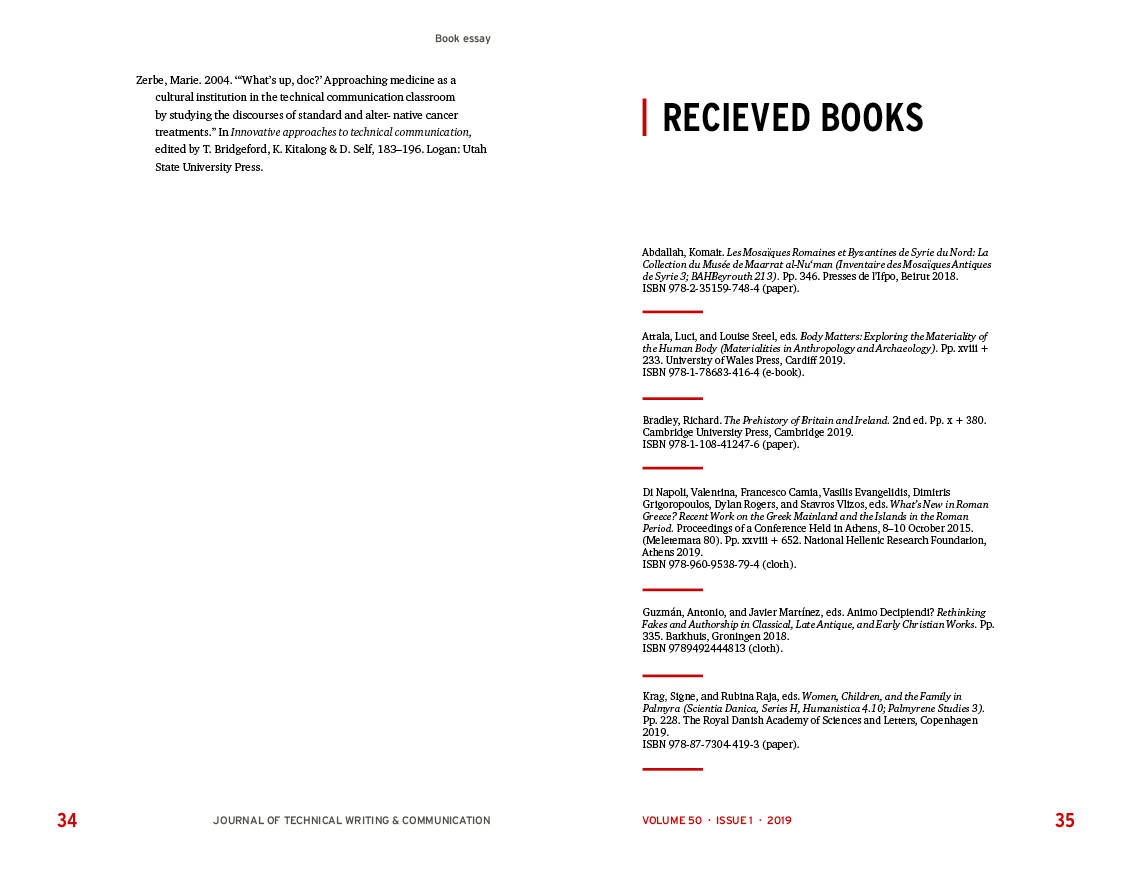 Book essay
Zerbe, Marie. 2004. “‘What’s up, doc?’ Approaching medicine as a
cultural institution in the technical communication classroom
by studying the discourses of standard and alter- native cancer
treatments.” In Innovative approaches to technical communication,
edited by T. Bridgeford, K. Kitalong & D. Self, 183–196. Logan: Utah
State University Press.
34
JOURNAL OF TECHNICAL WRITING & COMMUNICATION
RECIEVED BOOKS
Abdallah, Komait. Les Mosaïques Romaines et Byzantines de Syrie du Nord: La
Collection du Musée de Maarrat al-Nu‘man (Inventaire des Mosaïques Antiques
de Syrie 3; BAHBeyrouth 213). Pp. 346. Presses de l’Ifpo, Beirut 2018.
ISBN 978-2-35159-748-4 (paper).
Attala, Luci, and Louise Steel, eds. Body Matters: Exploring the Materiality of
the Human Body (Materialities in Anthropology and Archaeology). Pp. xviii +
233. University of Wales Press, Cardiff 2019.
ISBN 978-1-78683-416-4 (e-book).
Bradley, Richard. The Prehistory of Britain and Ireland. 2nd ed. Pp. x + 380.
Cambridge University Press, Cambridge 2019.
ISBN 978-1-108-41247-6 (paper).
Di Napoli, Valentina, Francesco Camia, Vasilis Evangelidis, Dimitris
Grigoropoulos, Dylan Rogers, and Stavros Vlizos, eds. What’s New in Roman
Greece? Recent Work on the Greek Mainland and the Islands in the Roman
Period. Proceedings of a Conference Held in Athens, 8–10 October 2015.
(Meletemata 80). Pp. xxviii + 652. National Hellenic Research Foundation,
Athens 2019.
ISBN 978-960-9538-79-4 (cloth).
Guzmán, Antonio, and Javier Martínez, eds. Animo Decipiendi? Rethinking
Fakes and Authorship in Classical, Late Antique, and Early Christian Works. Pp.
335. Barkhuis, Groningen 2018.
ISBN 9789492444813 (cloth).
Krag, Signe, and Rubina Raja, eds. Women, Children, and the Family in
Palmyra (Scientia Danica, Series H, Humanistica 4.10; Palmyrene Studies 3).
Pp. 228. The Royal Danish Academy of Sciences and Letters, Copenhagen
2019.
ISBN 978-87-7304-419-3 (paper).
VOLUME 50 · ISSUE 1 · 2019
35